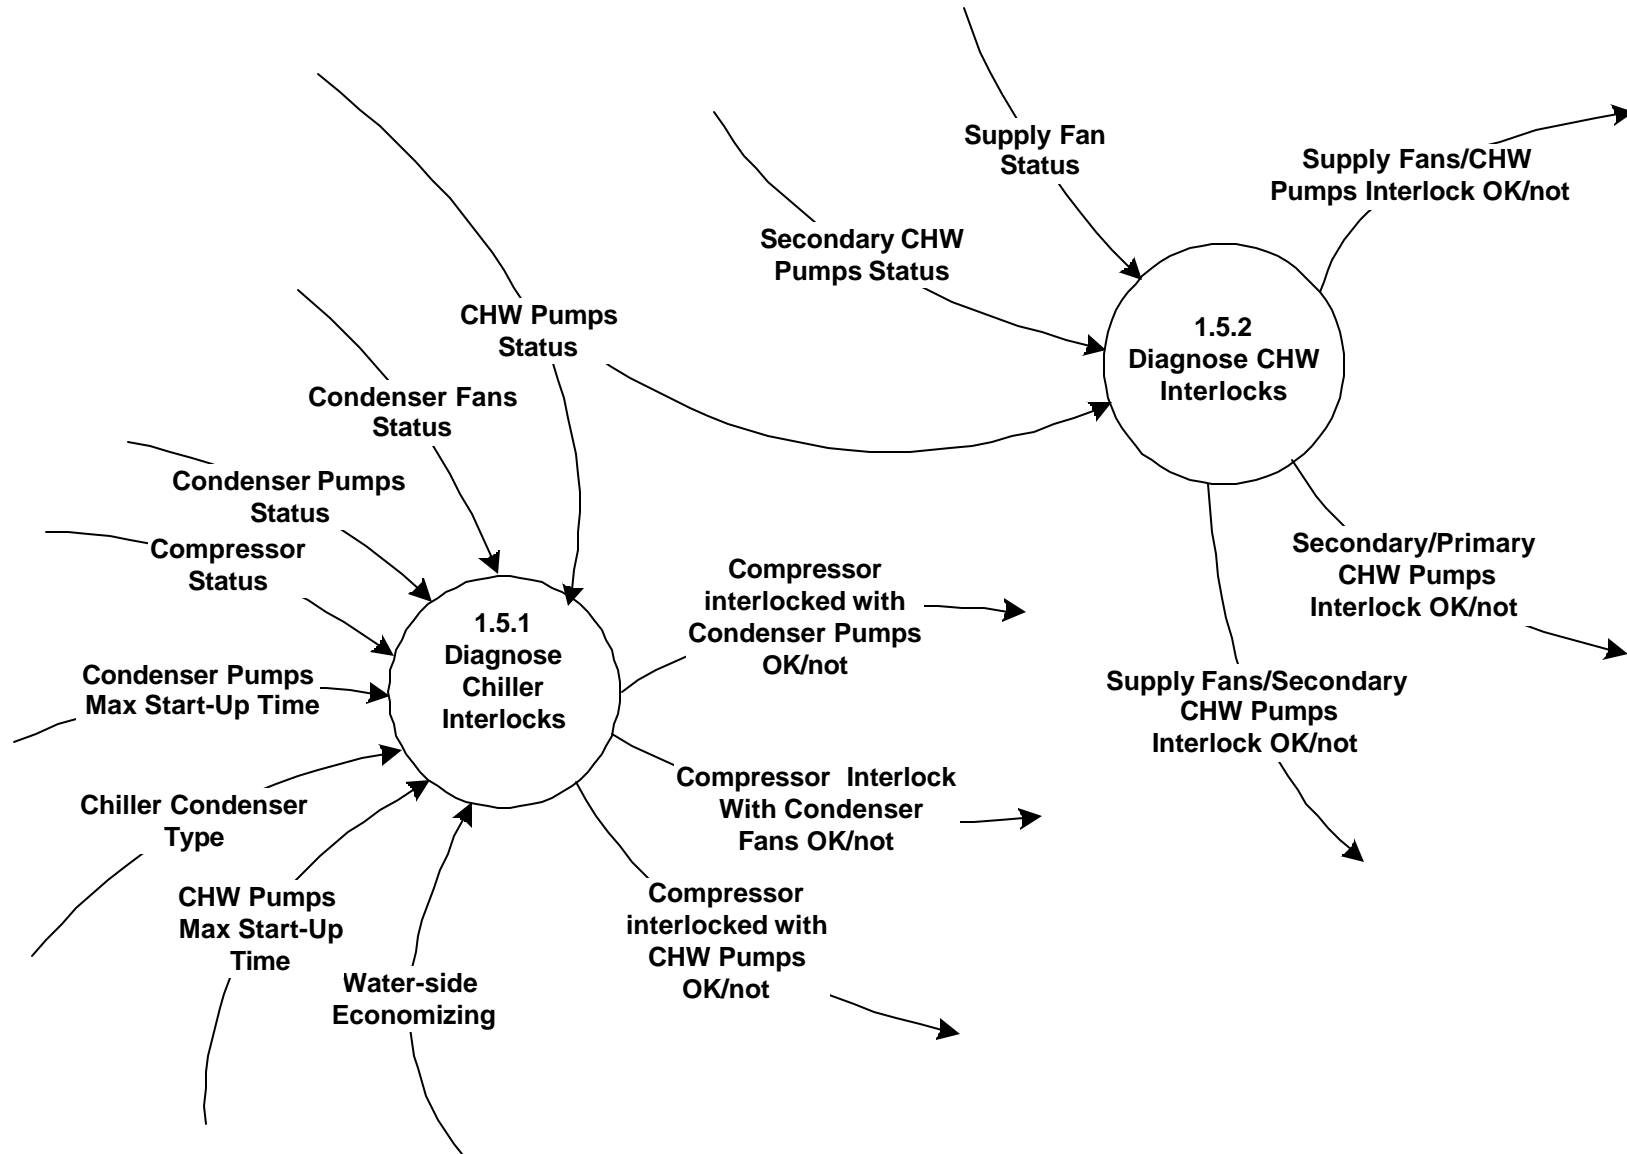 Supply Fan
Status
Supply Fans/CHW
Pumps Interlock OK/not
Secondary CHW
Pumps Status
CHW Pumps
Status
1.5.2
Diagnose CHW
Interlocks
Condenser Fans
Status
Condenser Pumps
Status
Compressor
Status
Secondary/Primary
CHW Pumps
Interlock OK/not
Compressor
interlocked with
Condenser Pumps
OK/not
1.5.1
Diagnose
Chiller
Interlocks
Condenser Pumps
Max Start-Up Time
Supply Fans/Secondary
CHW Pumps
Interlock OK/not
Compressor Interlock
With Condenser
Fans OK/not
Chiller Condenser
Type
CHW Pumps
Max Start-Up
Time
Compressor
interlocked with
CHW Pumps
OK/not
Water-side
Economizing